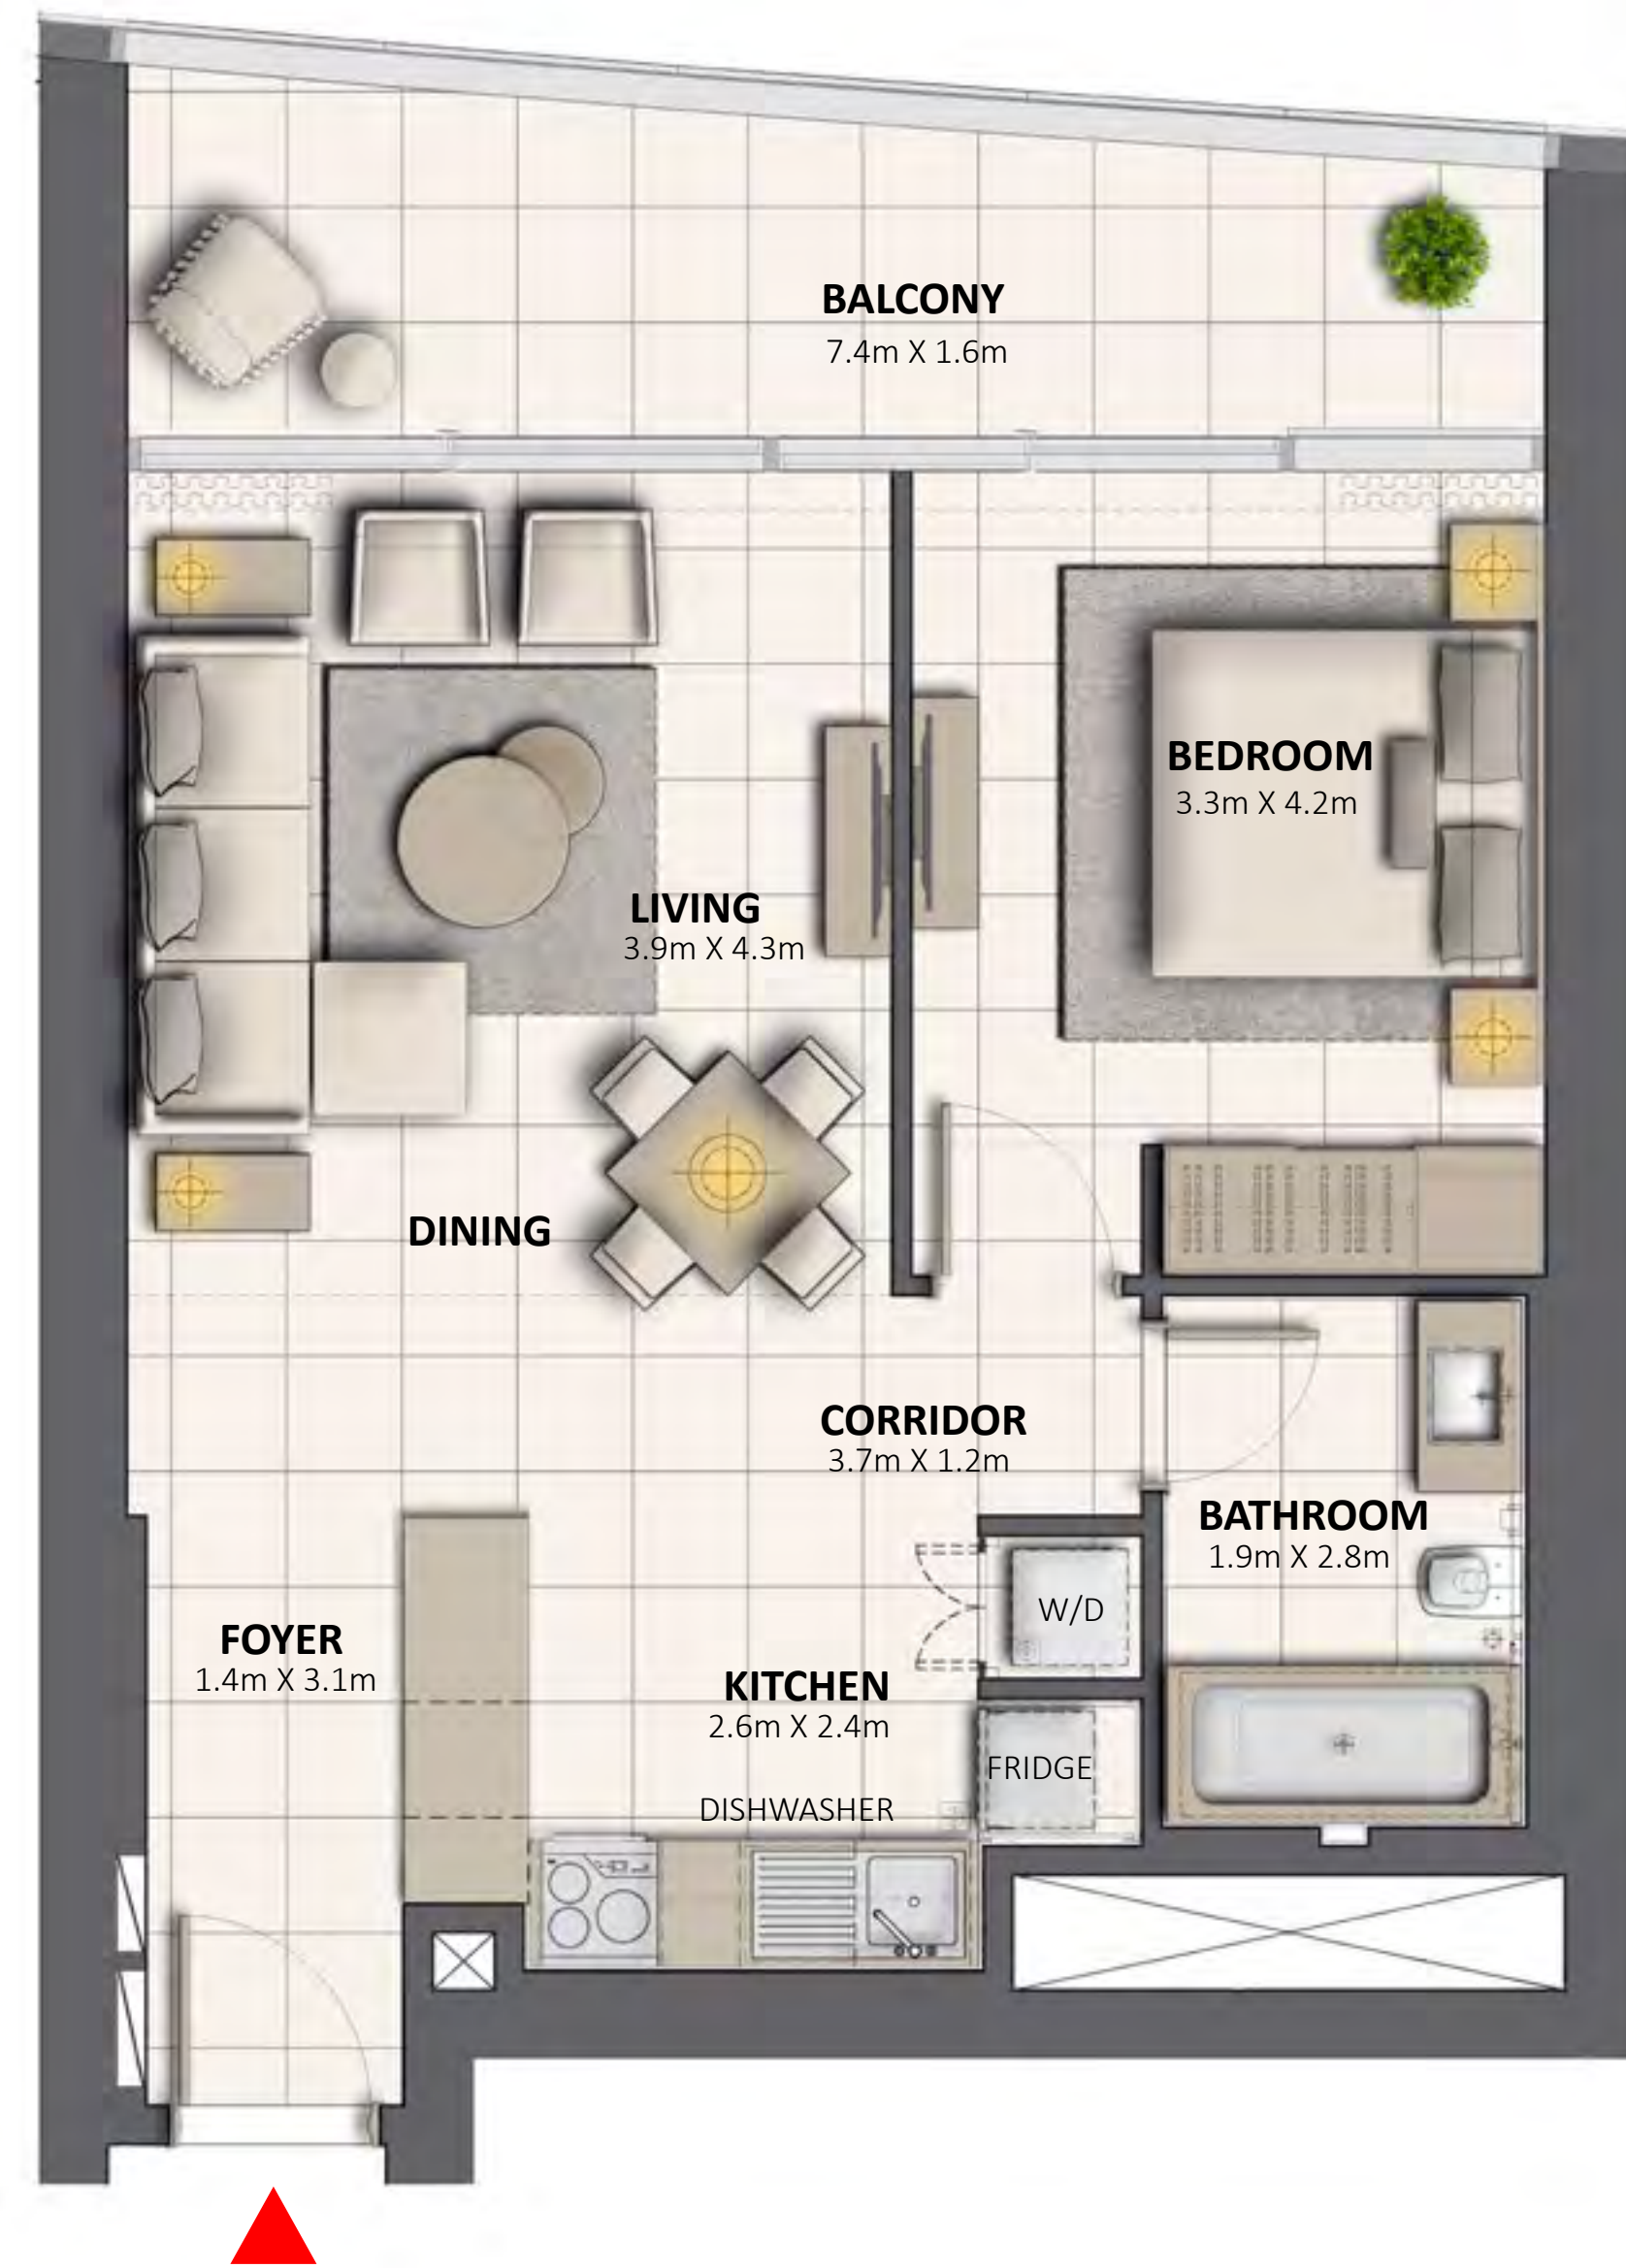 BALCONY
7.4m X 1.6m
BEDROOM
3.3m X 4.2m
LIVING
3.9m X 4.3m
DINING
CORRIDOR
3.7m X 1.2m
BATHROOM
1.9m X 2.8m
W/D
FOYER
1.4m X 3.1m
KITCHEN
2.6m X 2.4m
FRIDGE
DISHWASHER